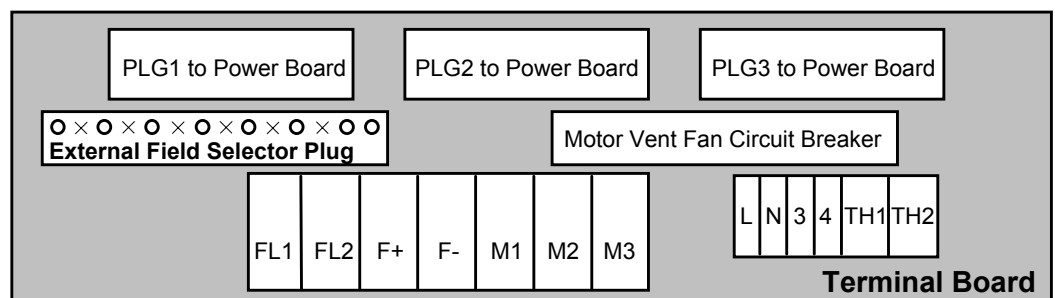 PLG1 to Power Board PLG2 to Power Board PLG3 to Power Board
O × O × O × O × O × O × O O
External Field Selector Plug
Motor Vent Fan Circuit Breaker
FL1 FL2 F+ F- M1 M2 M3
L N 3 4 TH1 TH2
Terminal Board